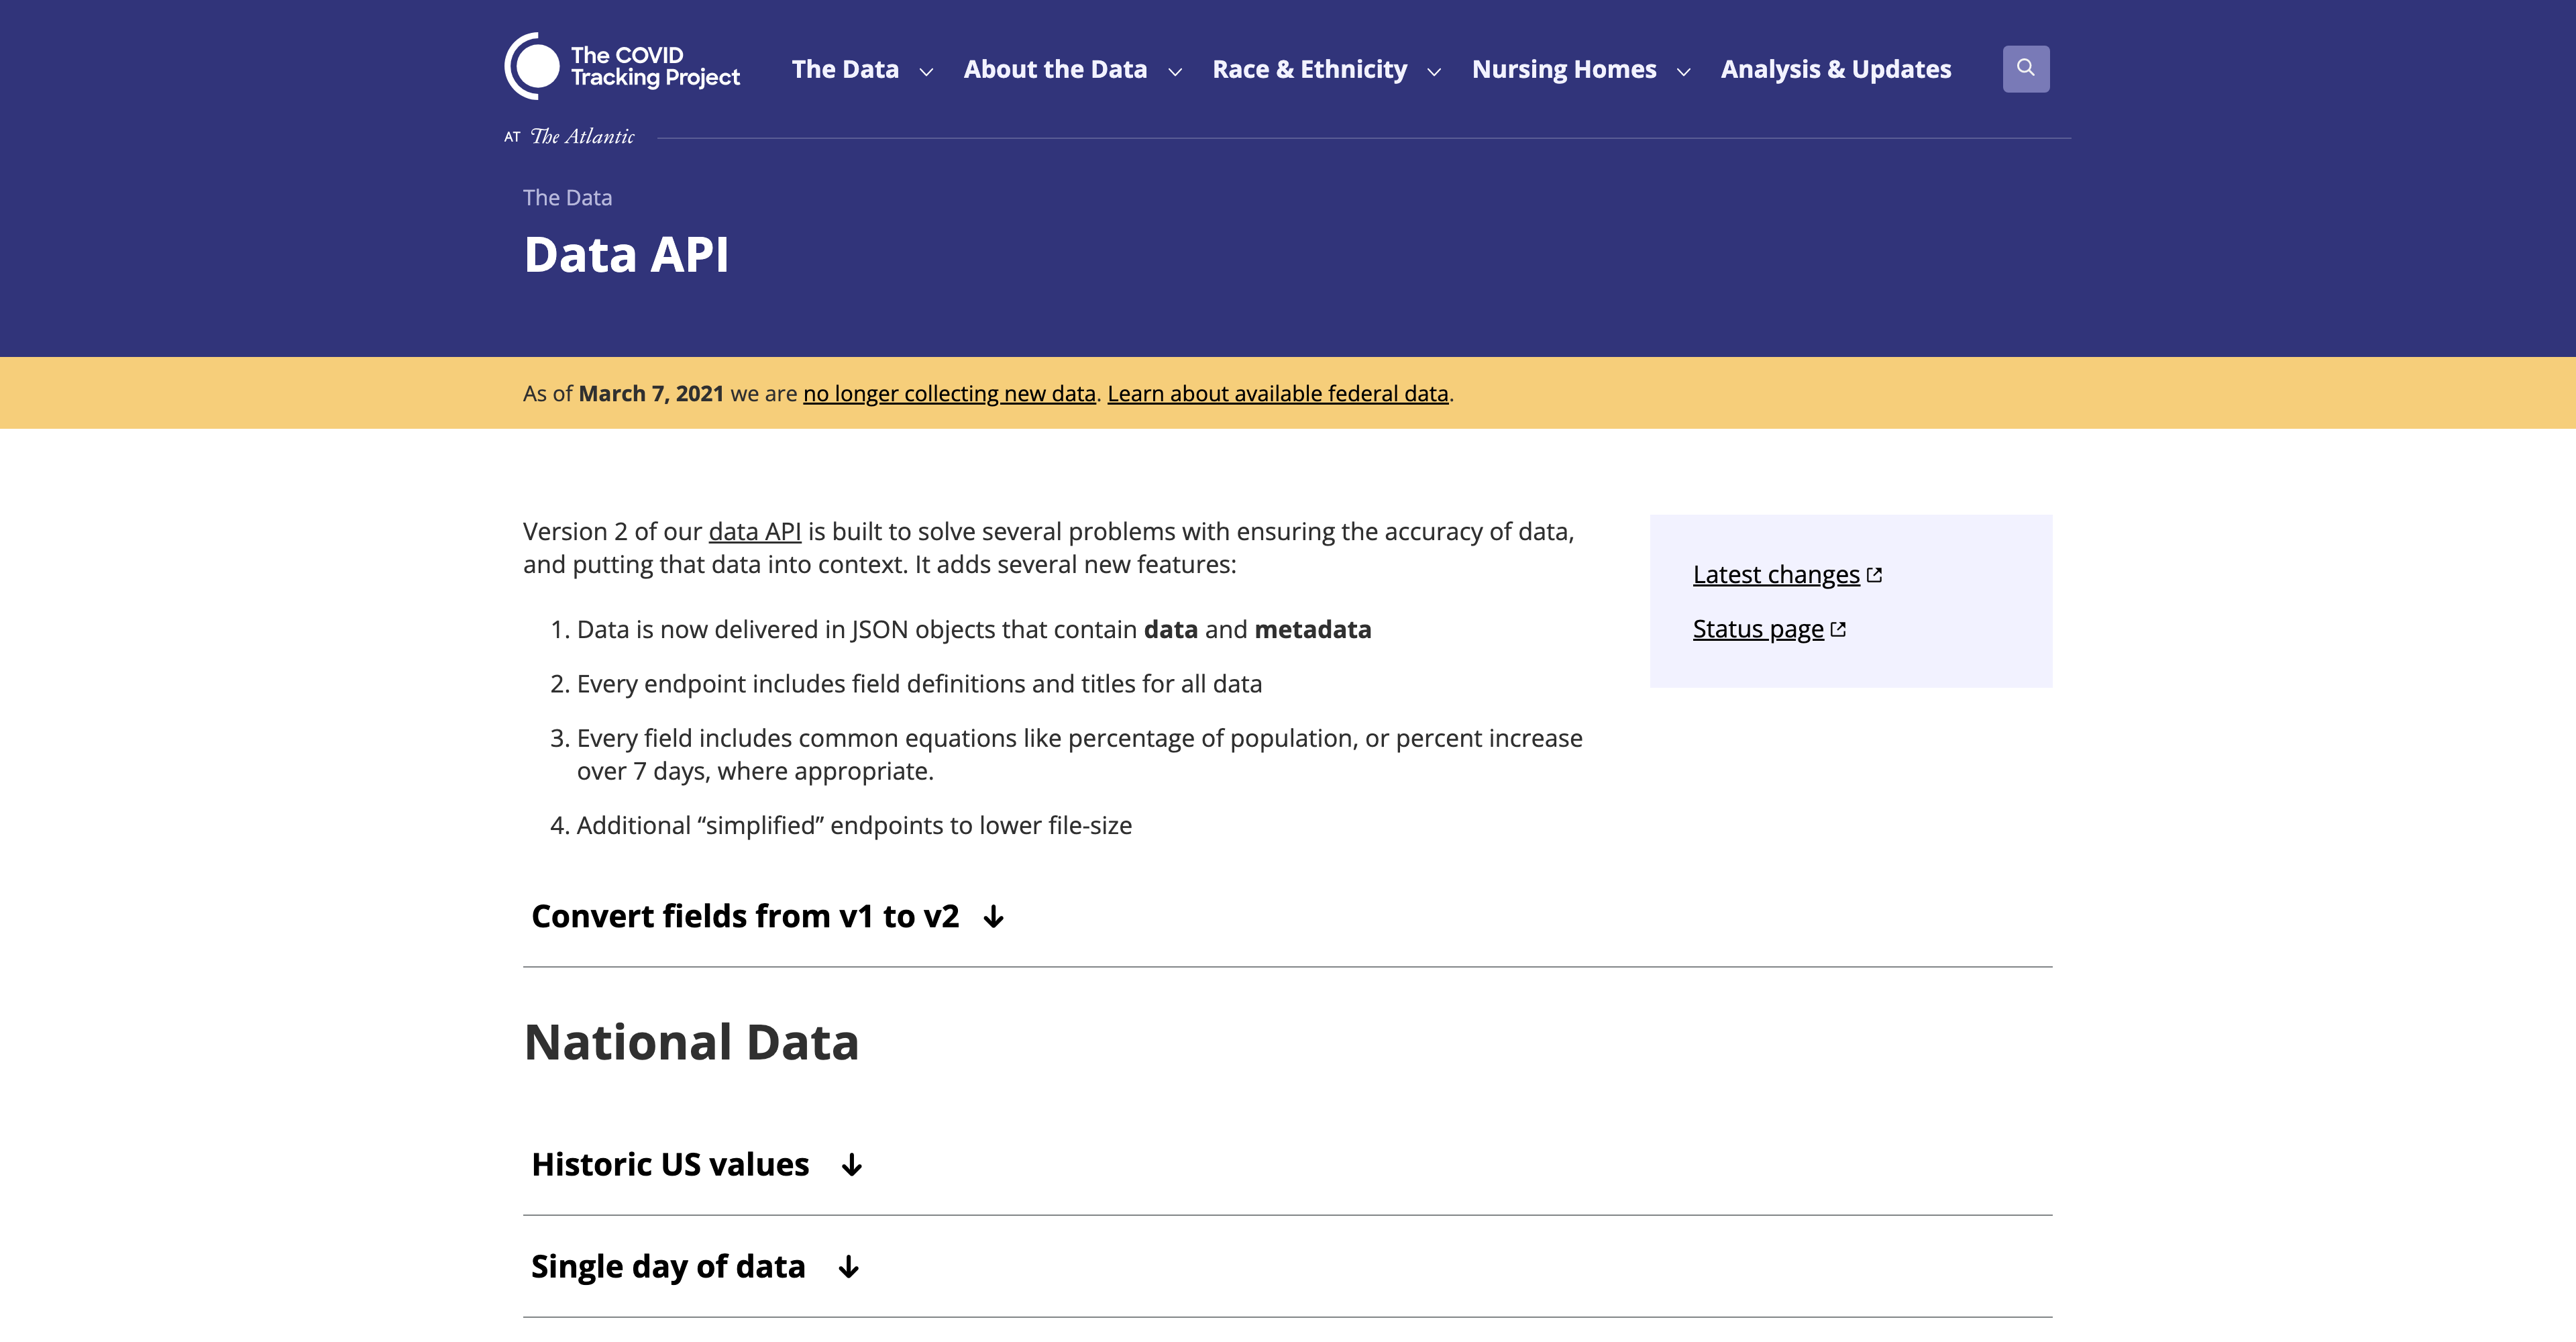 The COVID
Tracking Project
The Data
About the Data
Race & Ethnicity
Nursing Homes
Analysis & Updates
AT The Atlantic
The Data
Data API
As of March 7, 2021 we are no longer collecting new data. Learn about available federal data.
Version 2 of our data API is built to solve several problems with ensuring the accuracy of data,
and putting that data into context. It adds several new features:
1. Data is now delivered in JSON objects that contain data and metadata
2. Every endpoint includes field definitions and titles for all data
3. Every field includes common equations like percentage of population, or percent increase
over 7 days, where appropriate.
4. Additional “simplified” endpoints to lower file-size
Latest changes
Status page
Convert fields from v1 to v2
National Data
Historic US values
Single day of data